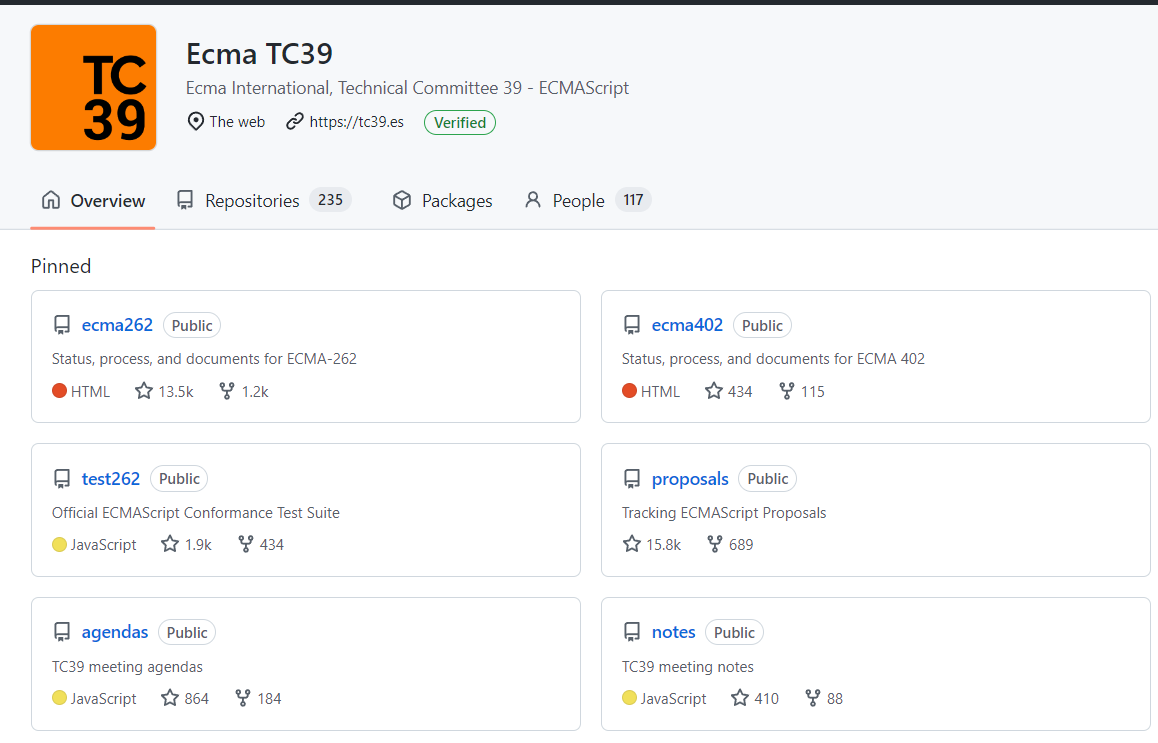 TC
39
Ecma TC39
Ecma International, Technical Committee 39 - ECMAScript
The web https://tc39.es Verified
Overview Repositories 235 Packages People 117
Pinned
ecma262 Public
Status, process, and documents for ECMA-262
HTML 13.5k 1.2k
ecma402 Public
Status, process, and documents for ECMA 402
HTML 434 115
test262 Public
Official ECMAScript Conformance Test Suite
JavaScript 1.9k 434
proposals Public
Tracking ECMAScript Proposals
15.8k 689
agendas Public
TC39 meeting agendas
JavaScript 864 184
notes Public
TC39 meeting notes
JavaScript 410 88